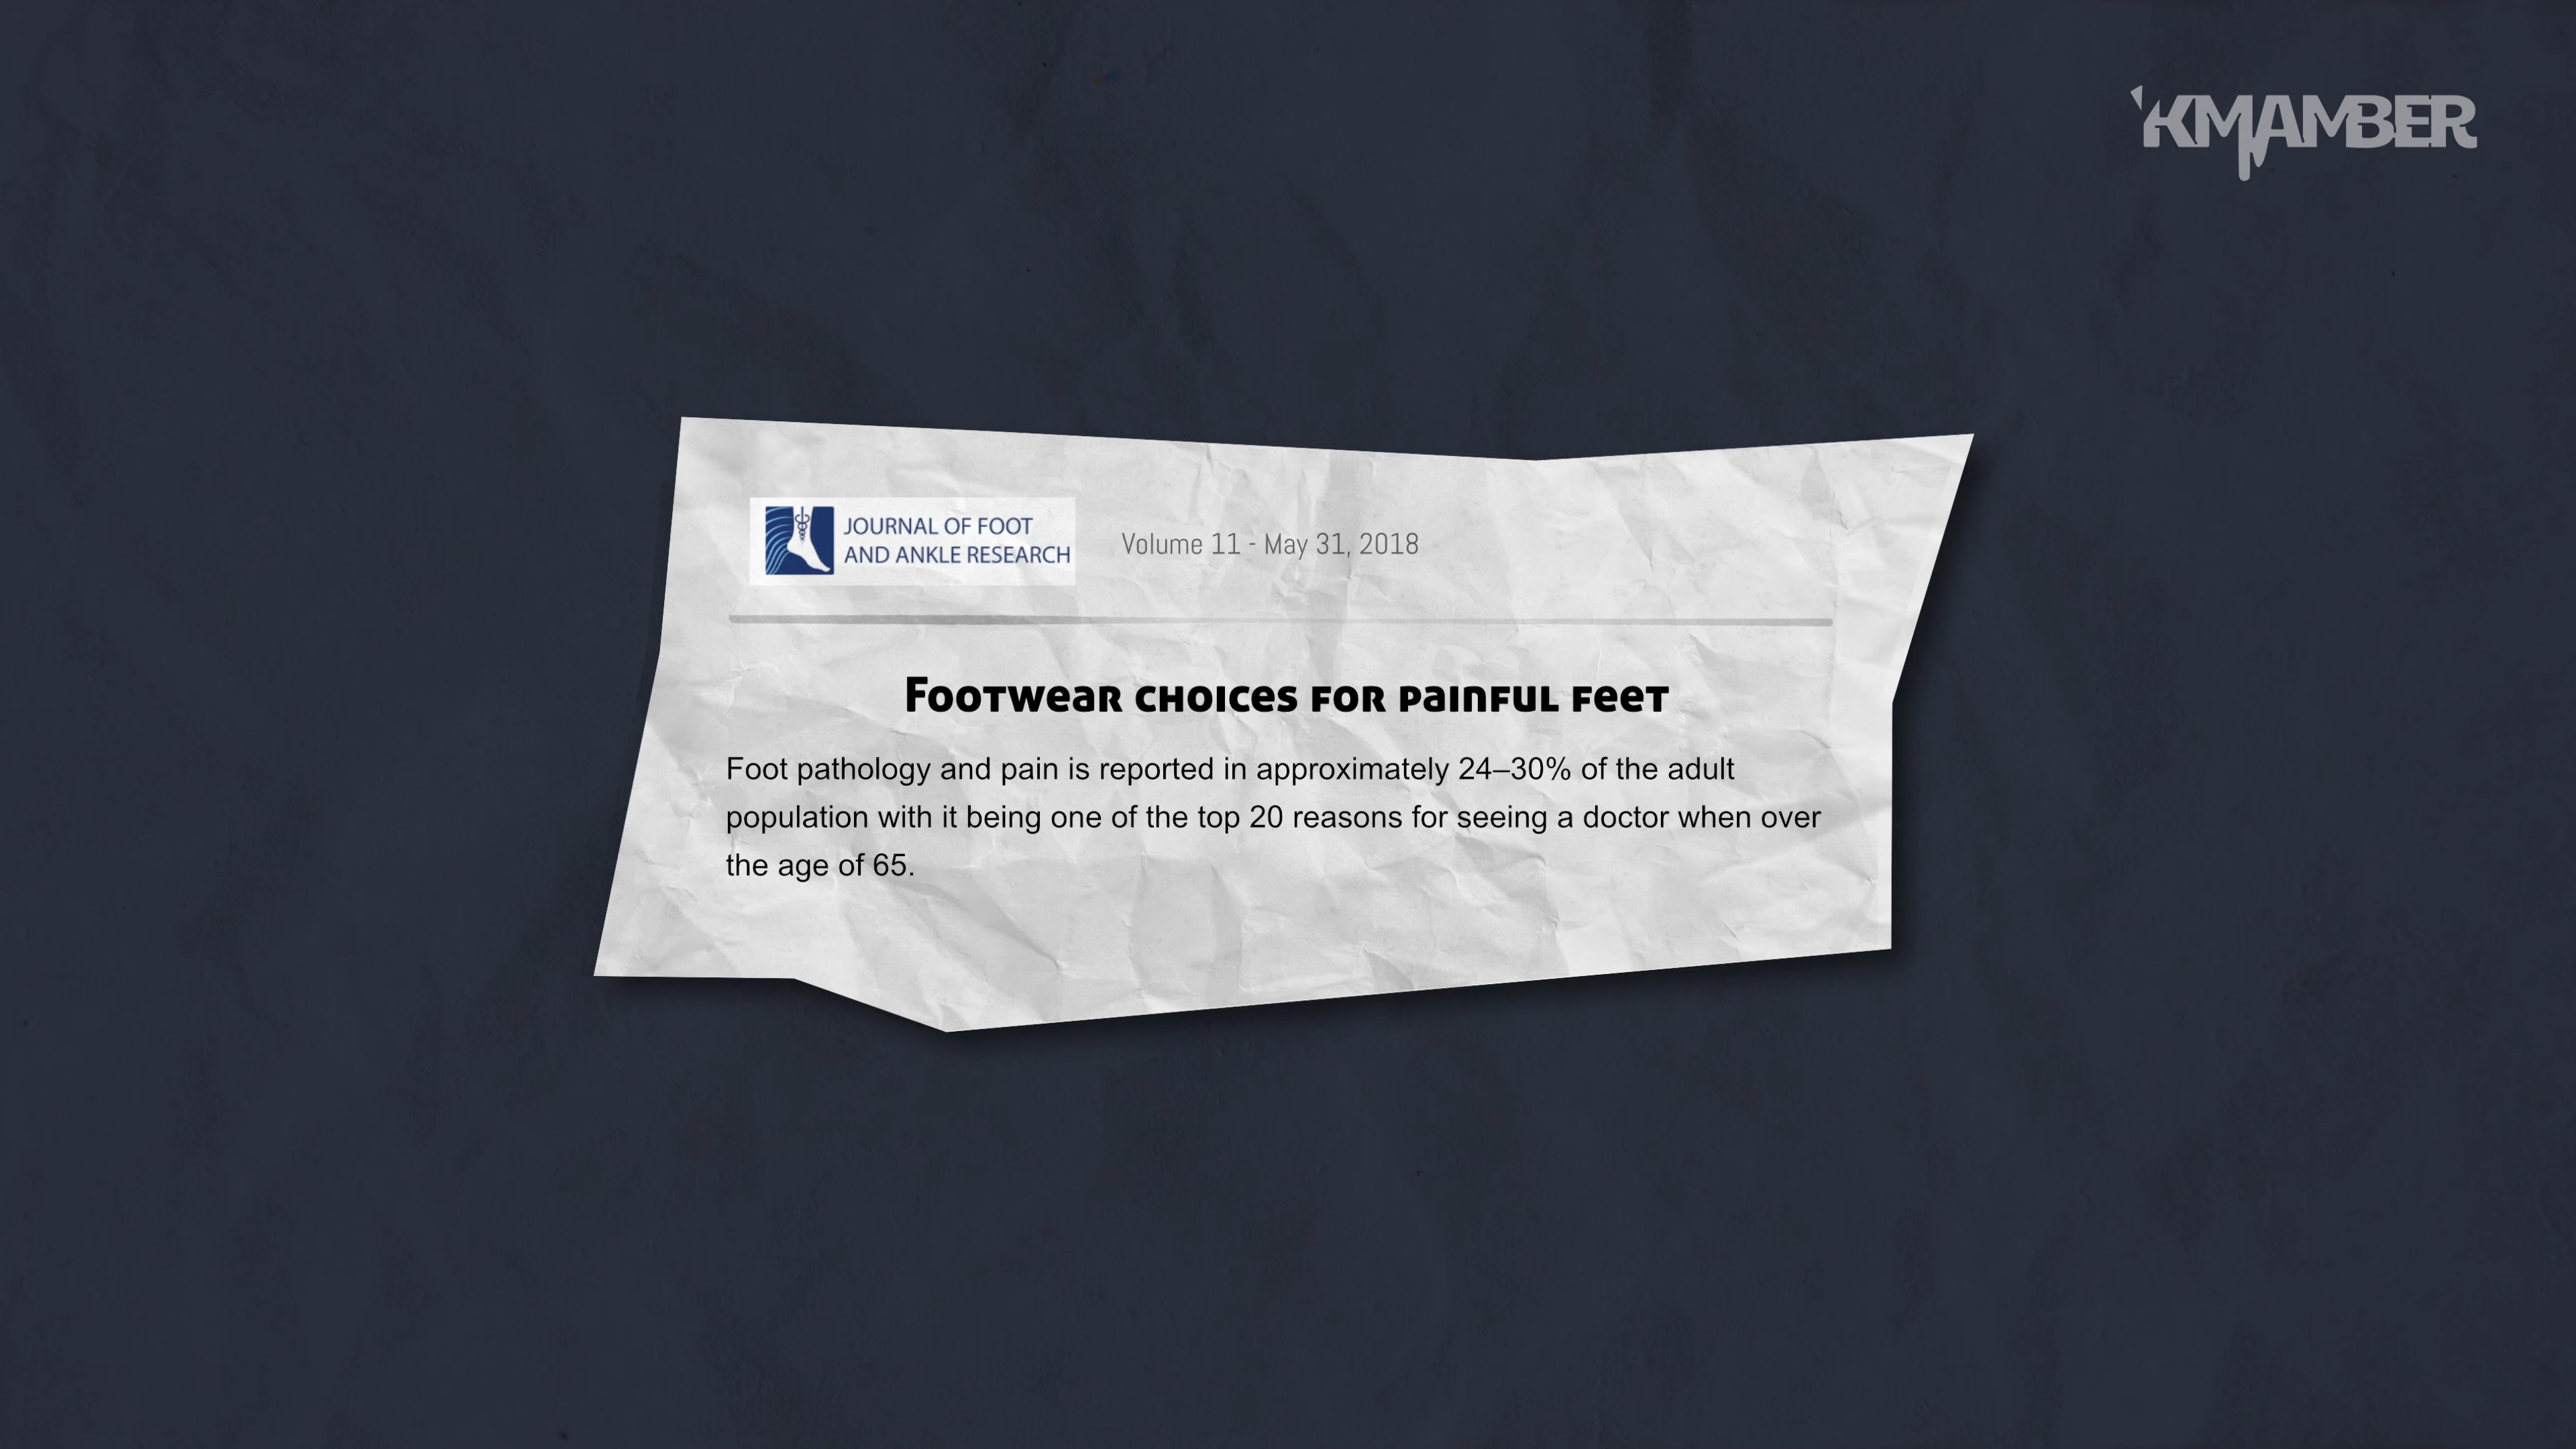 KMAMBER
JOURNAL OF FOOT
AND ANKLE RESEARCH
Volume 11 - May 31, 2018
Footwear choices for painful feet
Foot pathology and pain is reported in approximately 24–30% of the adult
population with it being one of the top 20 reasons for seeing a doctor when over
the age of 65.